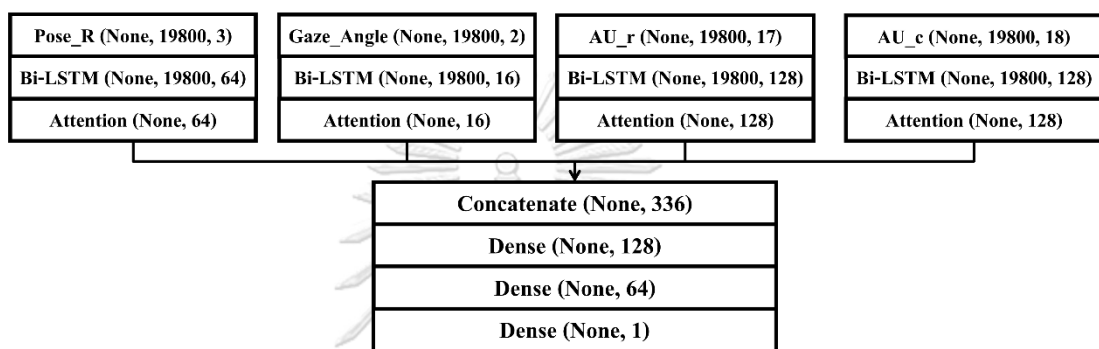 Pose_R (None, 19800, 3)
Bi-LSTM (None, 19800, 64)
Attention (None, 64)
Gaze_Angle (None, 19800, 2)
Bi-LSTM (None, 19800, 16)
Attention (None, 16)
AU_r (None, 19800, 17)
Bi-LSTM (None, 19800, 128)
Attention (None, 128)
AU_c (None, 19800, 18)
Bi-LSTM (None, 19800, 128)
Attention (None, 128)
Concatenate (None, 336)
Dense (None, 128)
Dense (None, 64)
Dense (None, 1)